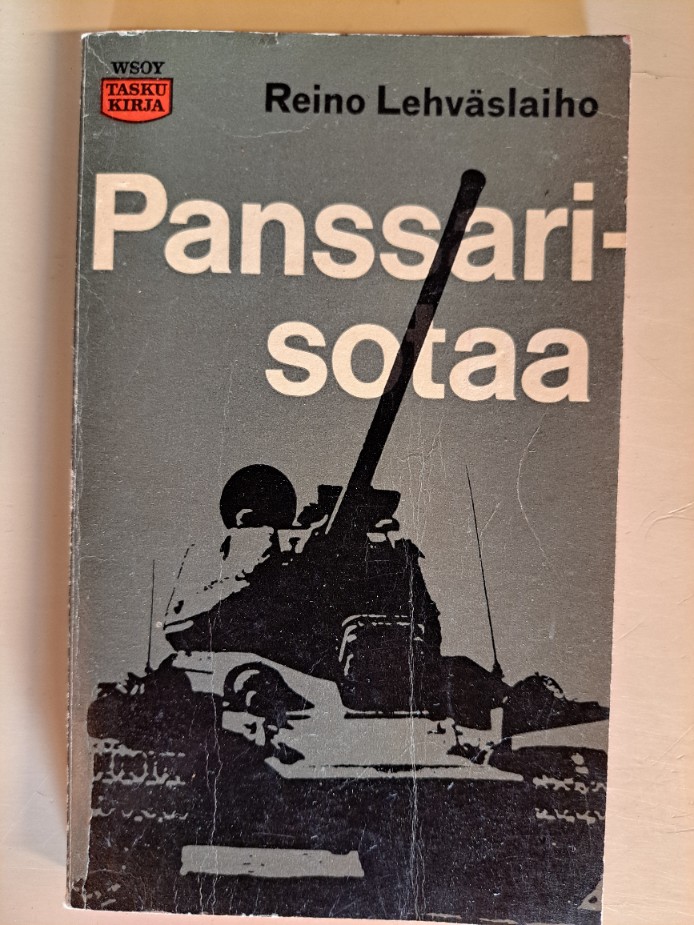 WSOY
TASKU
KIRJA
Reino Lehväslaiho
Panssari-
sotaa